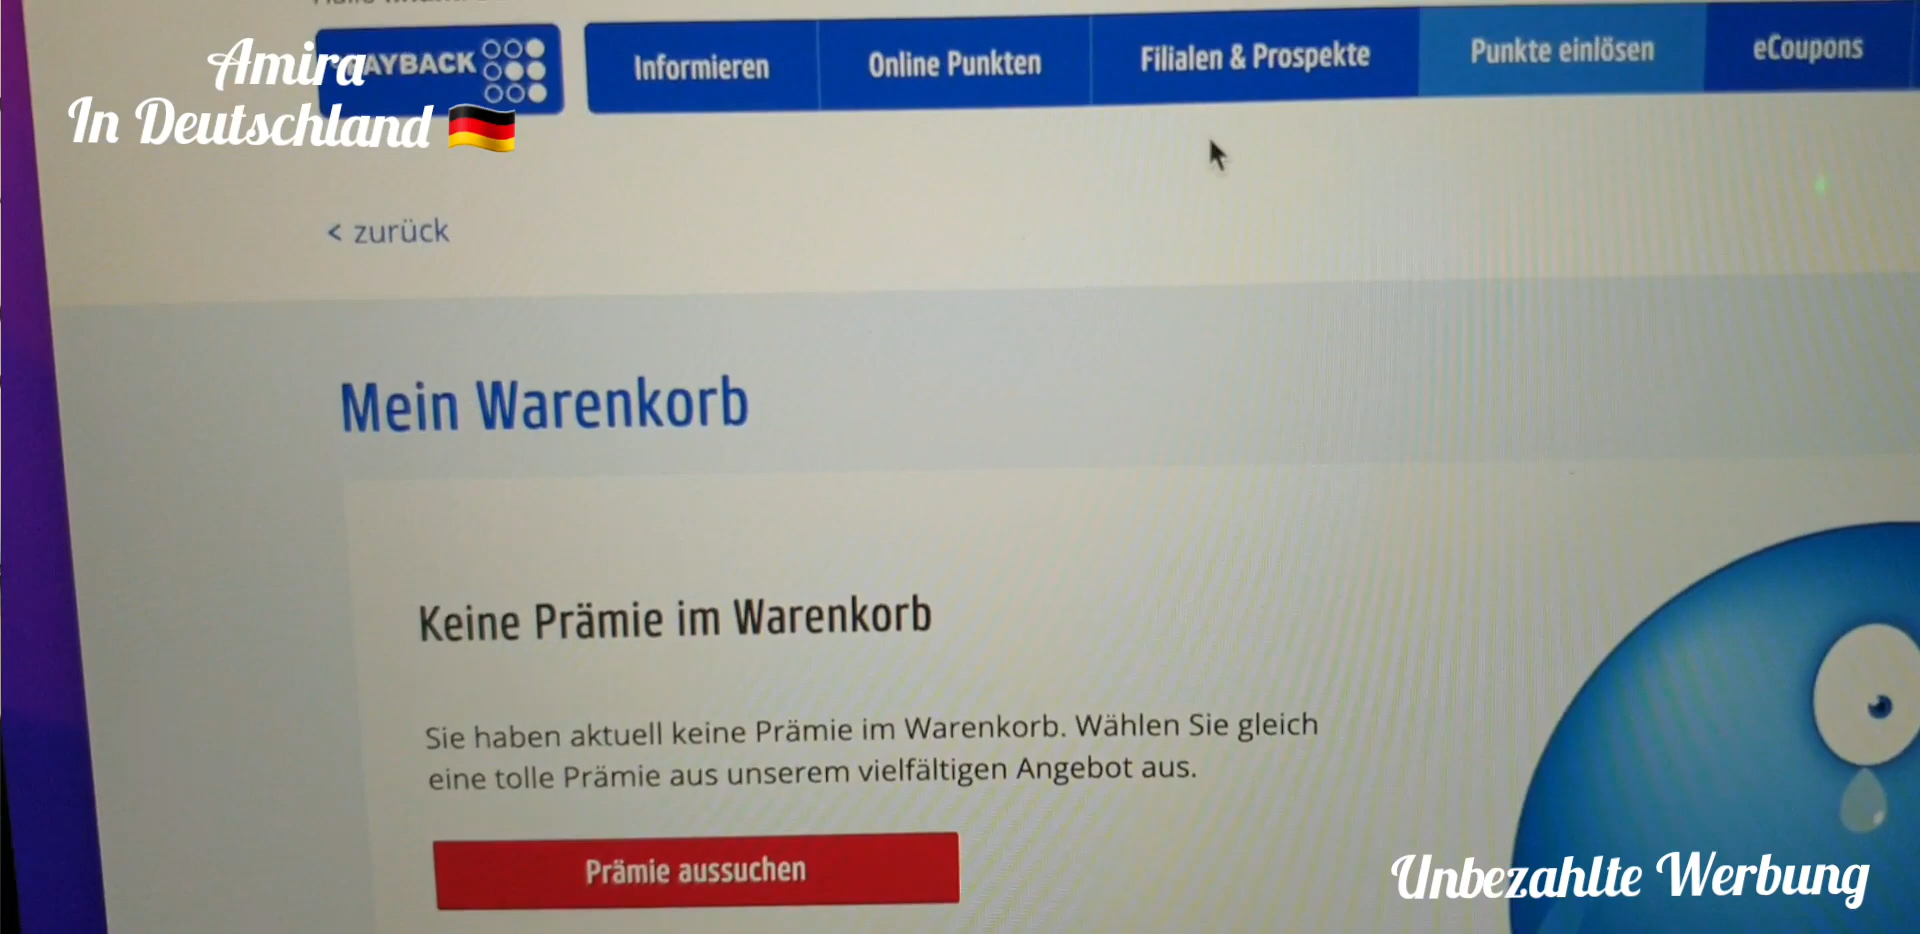 Amira
In Deutschland
AYBACK
Informieren
Online Punkten
Filialen & Prospekte
Punkte einlösen
eCoupons
< zurück
Mein Warenkorb
Keine Prämie im Warenkorb
Sie haben aktuell keine Prämie im Warenkorb. Wählen Sie gleich
eine tolle Prämie aus unserem vielfältigen Angebot aus.
Prämie aussuchen
Unbezahlte Werbung